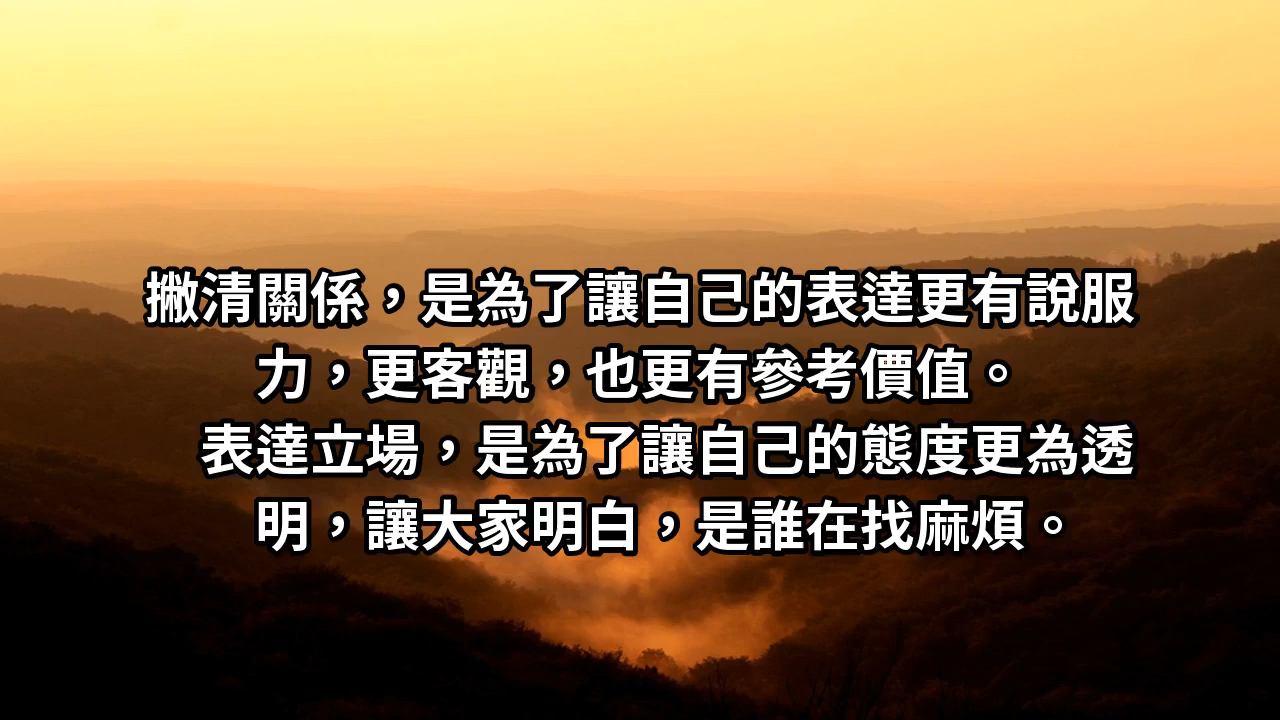 撇清關係，是為了讓自己的表達更有說服
力，更客觀，也更有參考價值。
表達立場，是為了讓自己的態度更為透
明，讓大家明白，是誰在找麻煩。